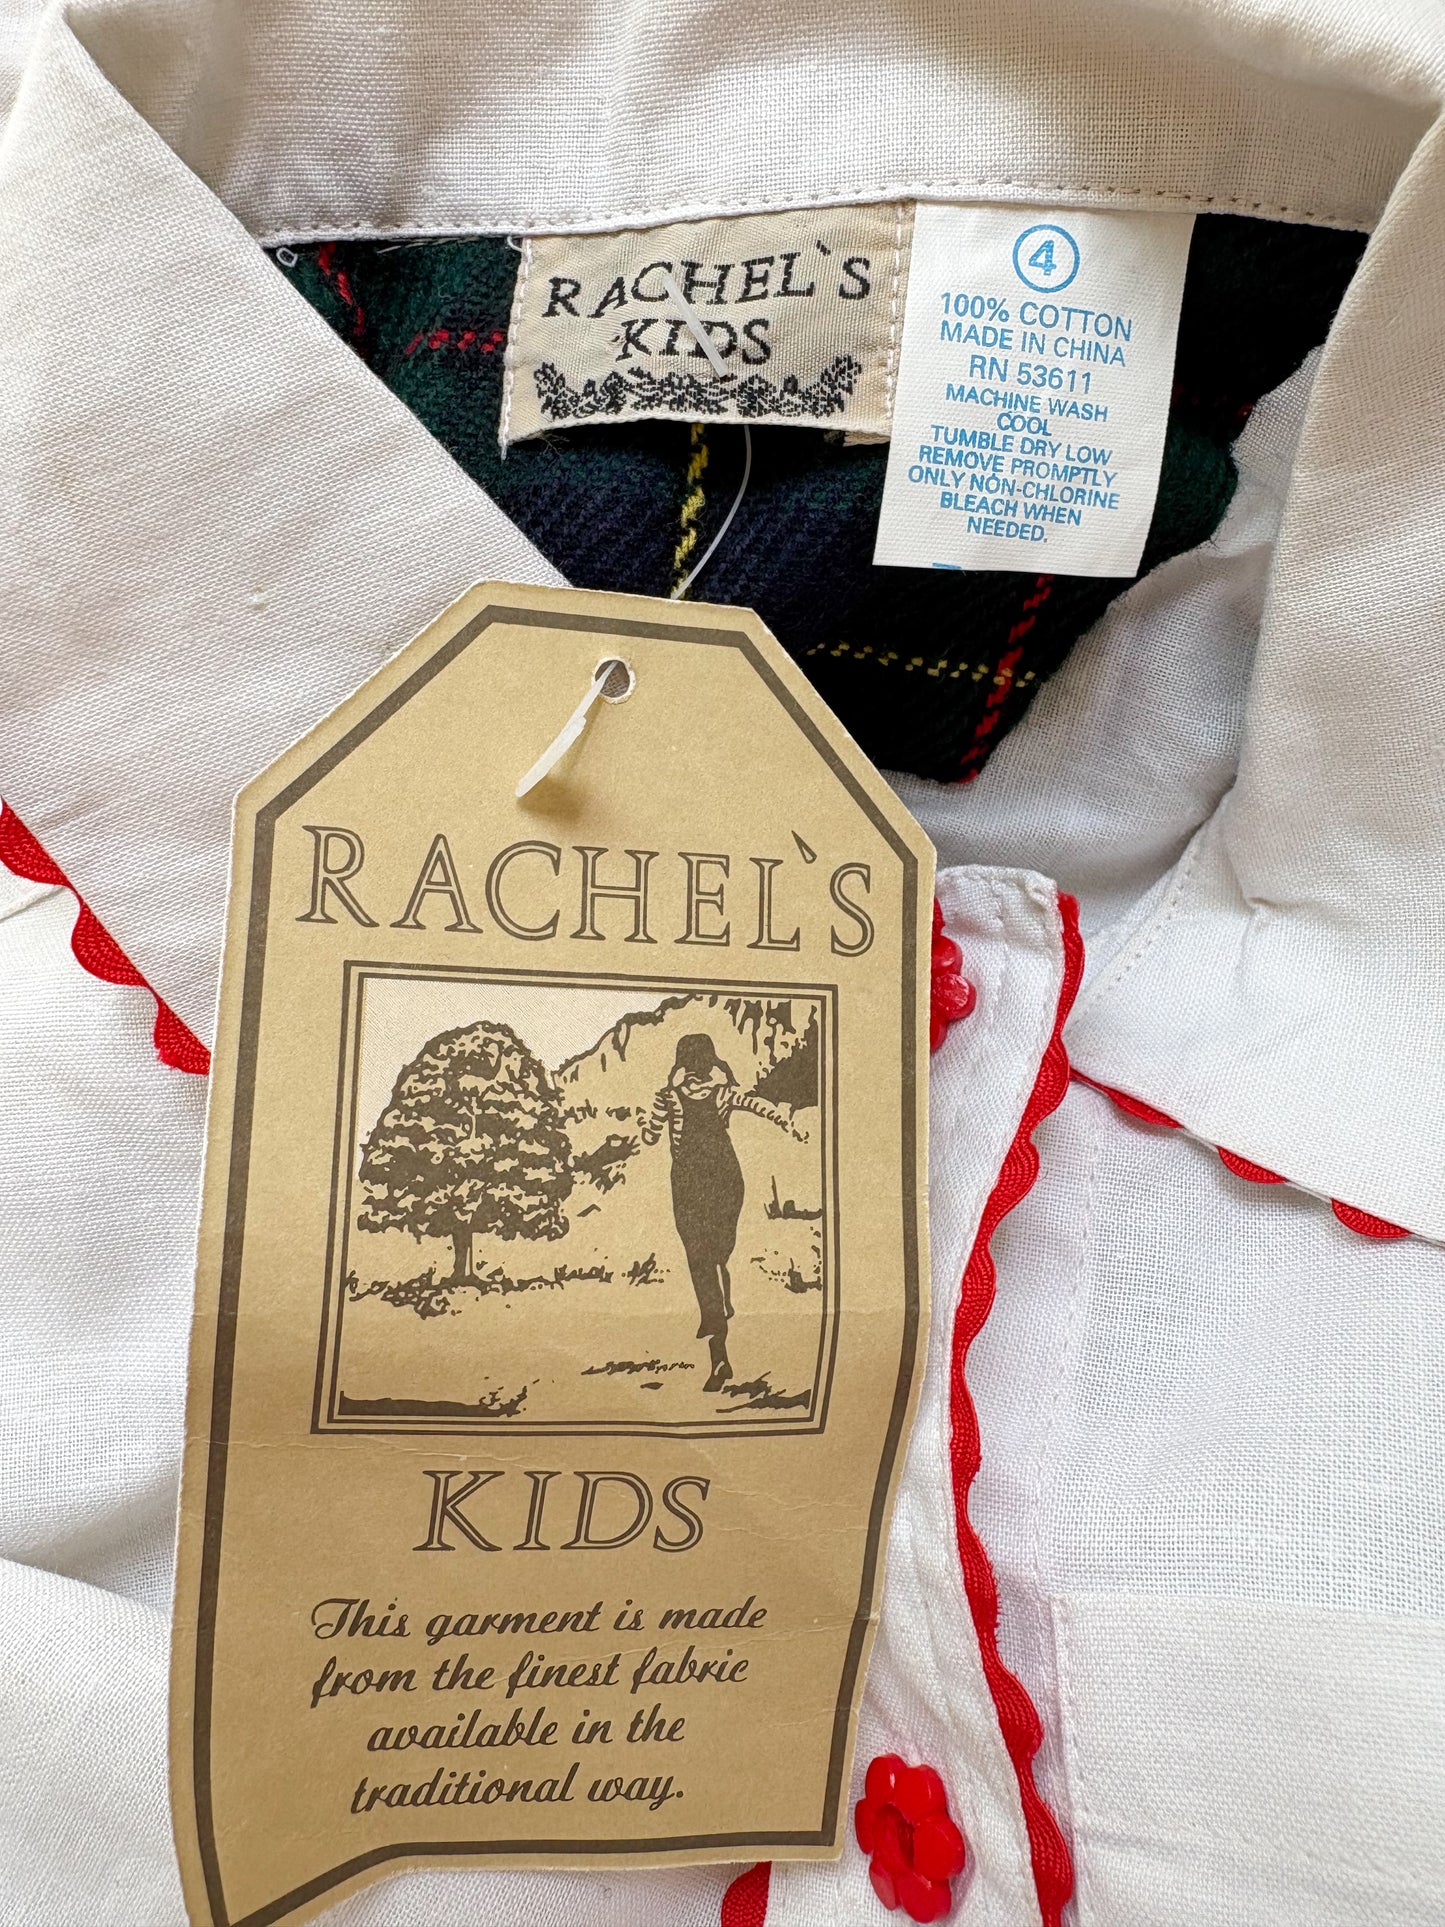 RACHEL`S
KIDS
4
100% COTTON
MADE IN CHINA
RN 53611
MACHINE WASH
COOL
TUMBLE DRY LOW
REMOVE PROMPTLY
ONLY NON-CHLORINE
BLEACH WHEN
NEEDED.
RACHEL`S
KIDS
This garment is made
from the finest fabric
available in the
traditional way.